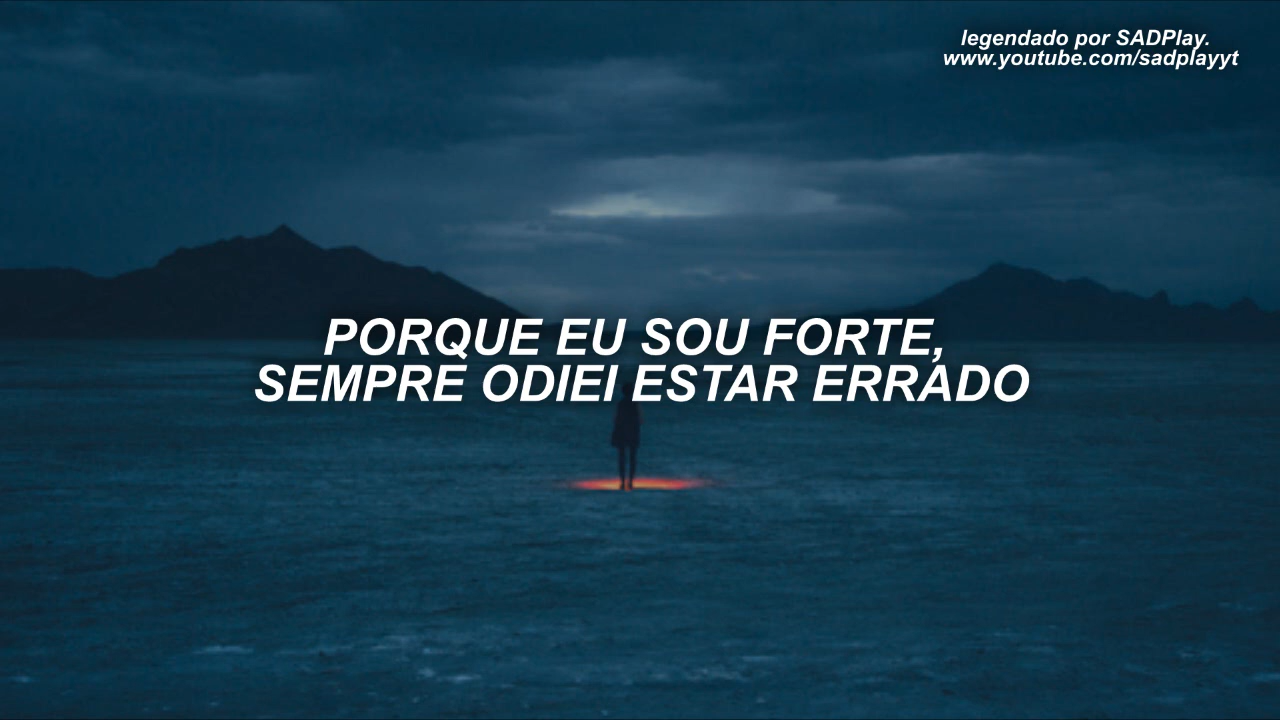 legendado por SADPlay.
www.youtube.com/sadplayyt
PORQUE EU SOU FORTE,
SEMPRE ODIEI ESTAR ERRADO